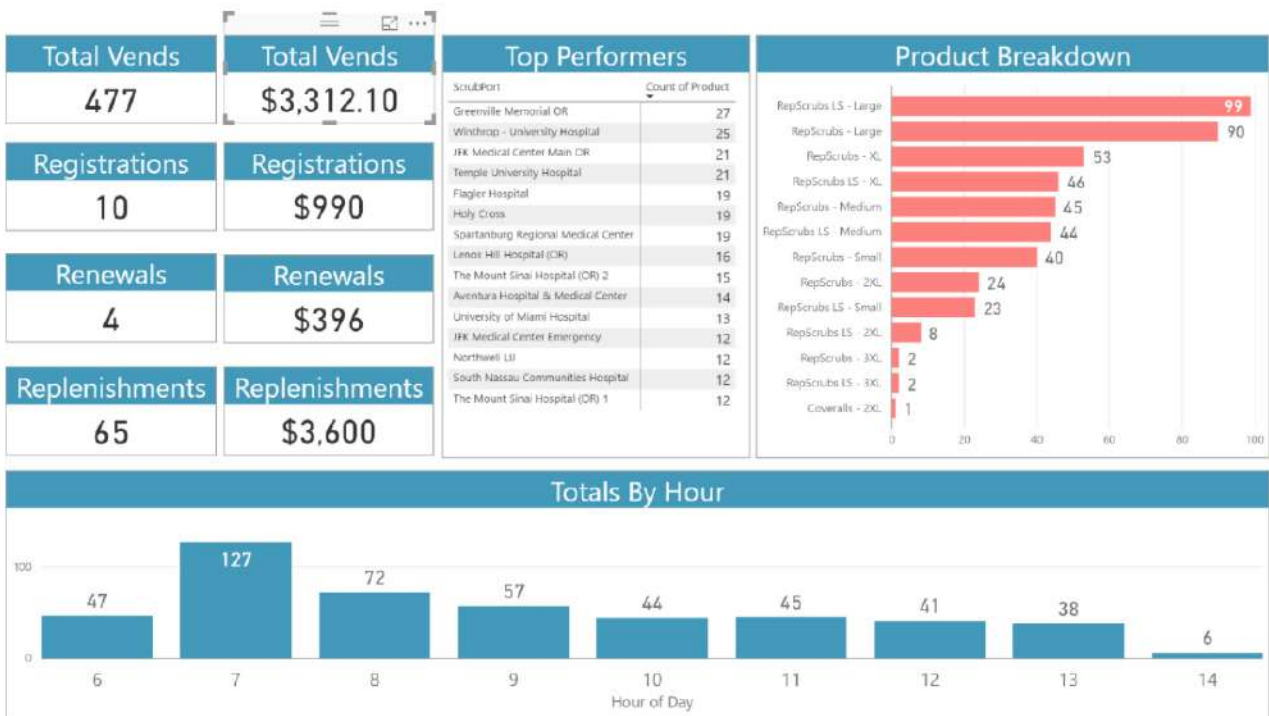 Total Vends
477
Total Vends
$3,312.10
Registrations
10
Registrations
$990
Renewals
4
Renewals
$396
Replenishments
65
Replenishments
$3,600
Top Performers
ScrubPort Count of Product
Greenville Memorial OR 27
Winthrop - University Hospital 25
JFK Medical Center Main OR 21
Temple University Hospital 21
Flagler Hospital 19
Holy Cross 19
Spartanburg Regional Medical Center 19
Lenox Hill Hospital (OR) 16
The Mount Sinai Hospital (OR) 2 15
Aventura Hospital & Medical Center 14
University of Miami Hospital 13
JFK Medical Center Emergency 12
Northwell LIJ 12
South Nassau Communities Hospital 12
The Mount Sinai Hospital (OR) 1 12
Product Breakdown
RepScrubs LS - Large 99
RepScrubs - Large 90
RepScrubs - XL 53
RepScrubs LS - XL 46
RepScrubs - Medium 45
RepScrubs LS - Medium 44
RepScrubs - Small 40
RepScrubs - 2XL 24
RepScrubs LS - Small 23
RepScrubs LS - 2XL 8
RepScrubs - 3XL 2
RepScrubs LS - 3XL 2
Coveralls - 2XL 1
0 20 40 60 80 100
Totals By Hour
100
0
47 127 72 57 44 45 41 38 6
6 7 8 9 10 11 12 13 14
Hour of Day